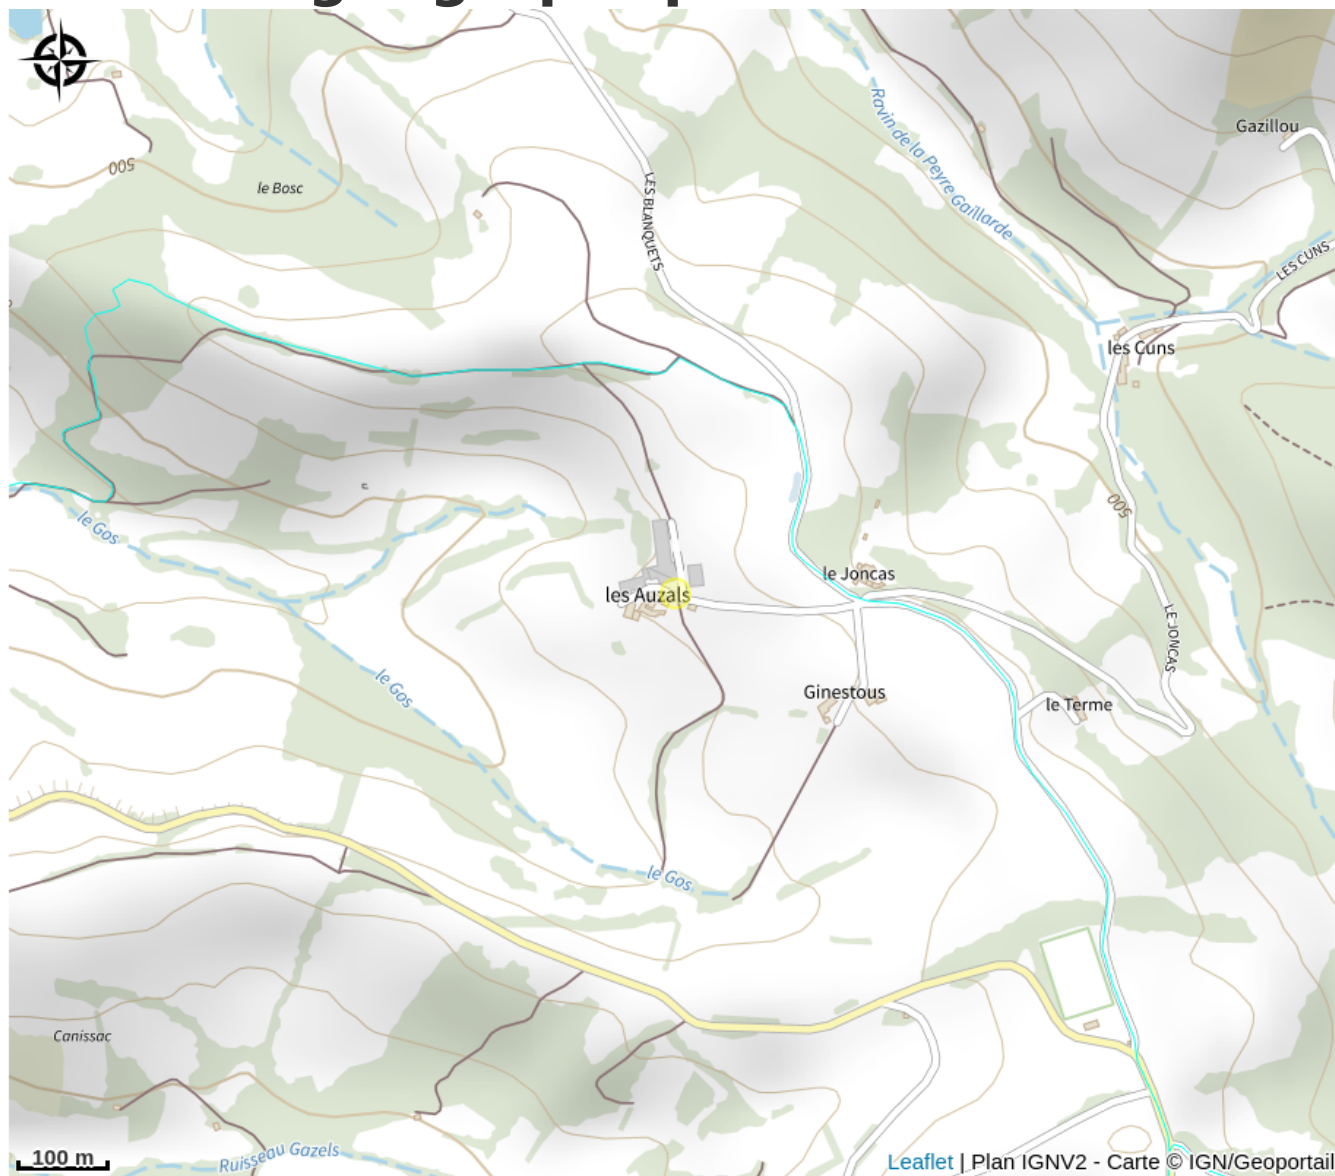 Gazillou
Ravin de la Peyre Gaillarde
500
le Bosc
LES BLANQUETS
LES CUNS
les Cuns
500
le Gos
le Joncas
les Auzals
LE JONCAS
le Gos
Ginestous
le Terme
le Gos
Canissac
Ruisseau Gazels
100 m
Leaflet | Plan IGNV2 - Carte © IGN/Geoportail